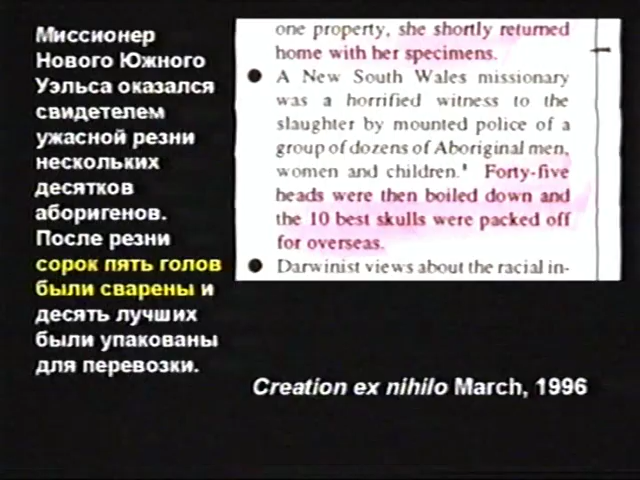 Миссионер
Нового Южного
Уэльса оказался
свидетелем
ужасной резни
нескольких
десятков
аборигенов.
После резни
сорок пять голов
были сварены и
десять лучших
были упакованы
для перевозки.
one property, she shortly returned
home with her specimens.
● A New South Wales missionary
was a horrified witness to the
slaughter by mounted police of a
group of dozens of Aboriginal men,
women and children.⁸ Forty-five
heads were then boiled down and
the 10 best skulls were packed off
for overseas.
● Darwinist views about the racial in-
Creation ex nihilo March, 1996